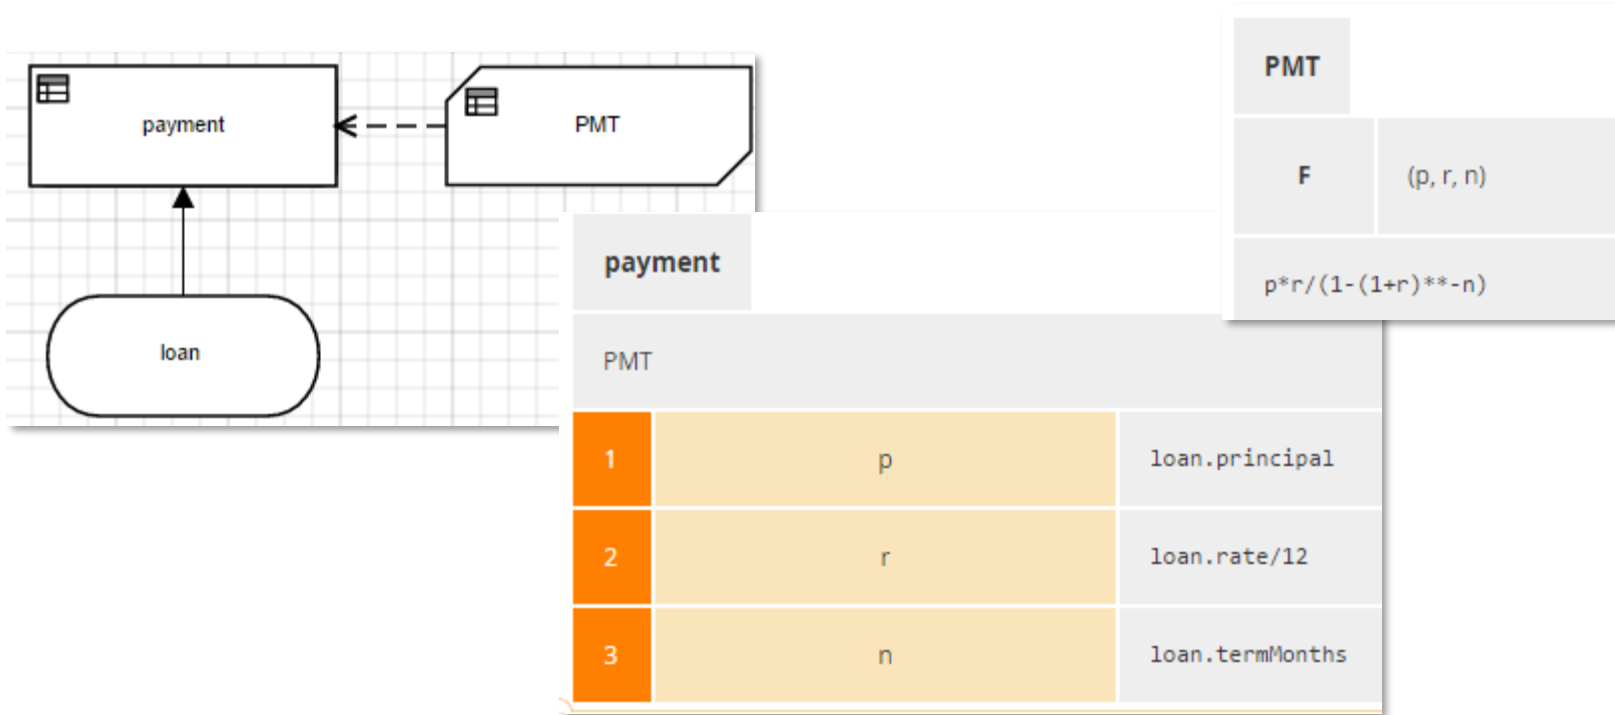 payment
PMT
loan
payment
PMT
1 p loan.principal
2 r loan.rate/12
3 n loan.termMonths
PMT
F (p, r, n)
p*r/(1-(1+r)**-n)